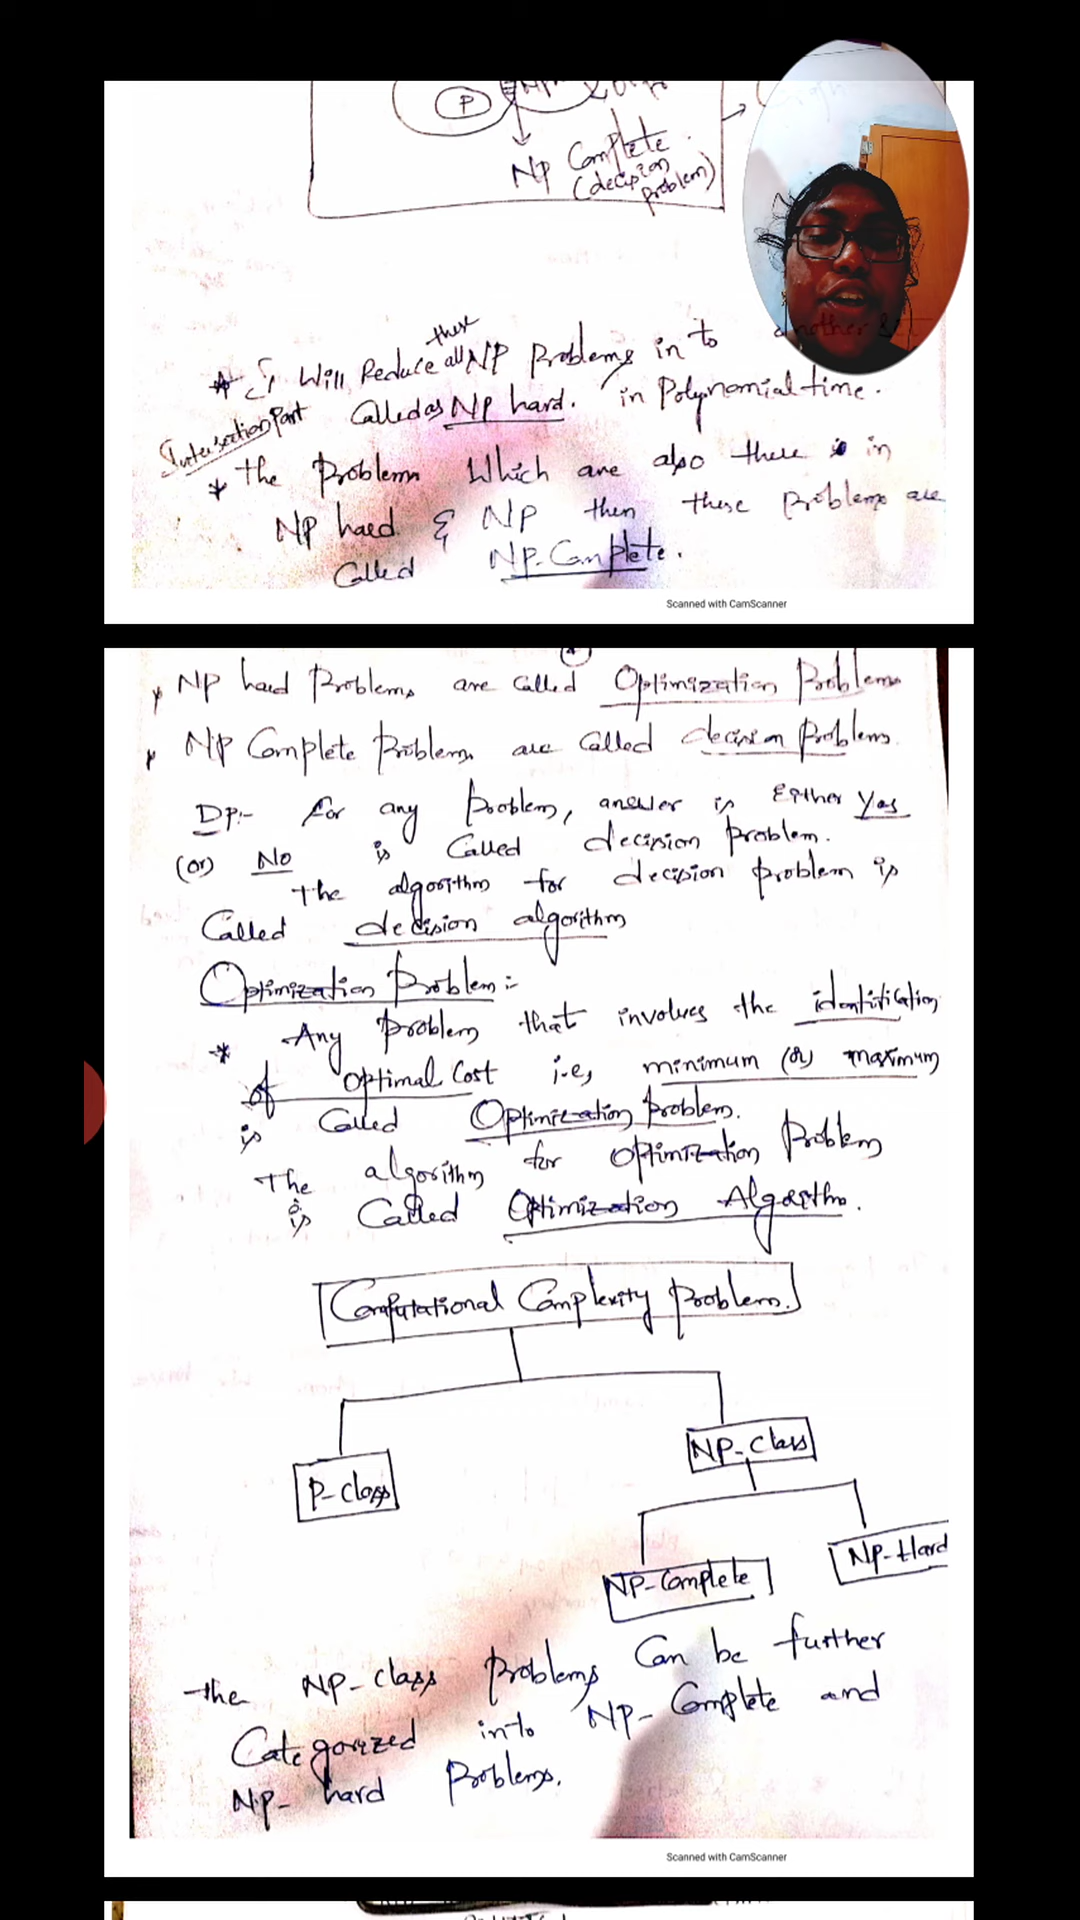 P
NP Complete
(decision
problem)
these
* I will Reduce all NP Problems in to another &
Intersection Part Called as NP hard. in Polynomial time.
* the Problem Which are also there is in
NP hard & NP then these problems are
Called NP-Complete.
Scanned with CamScanner
* NP hard Problems are called Optimization Problems
* NP Complete Problems are called decision Problems.
DP:- For any Problem, answer is Either Yes
(or) No is Called decision problem.
The algorithm for decision problem is
Called decision algorithm
Optimization Problem:-
* Any Problem that involves the identification
of optimal Cost i.e, minimum (or) maximum
is Called Optimization problem.
The algorithm for optimization Problem
is Called Optimization Algorithm.
Computational Complexity Problems.
NP-Class
P-class
NP-Hard
NP-Complete
the NP-class Problems Can be further
Categorized into NP-Complete and
NP-hard Problems.
Scanned with CamScanner